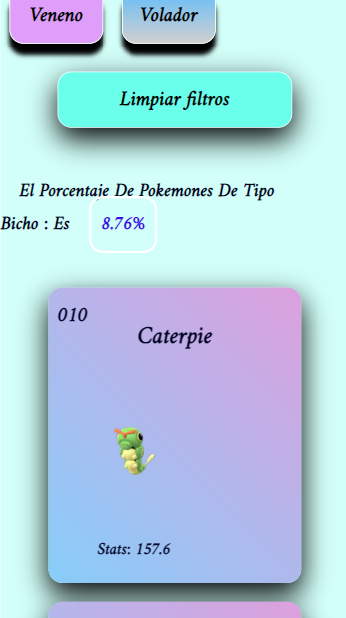 Veneno
Volador
Limpiar filtros
El Porcentaje De Pokemones De Tipo
Bicho : Es 8.76%
010
Caterpie
Stats: 157.6